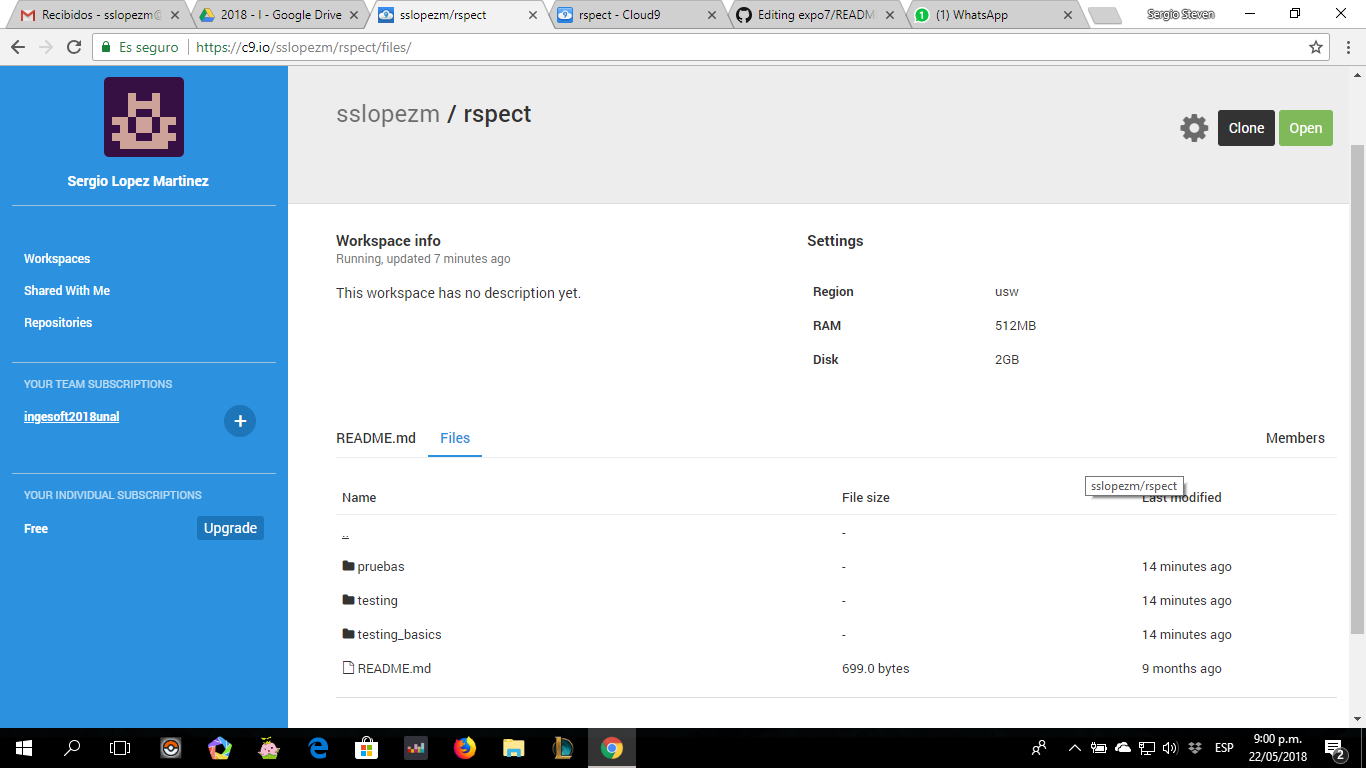 Recibidos - sslopezm@
2018 - I - Google Drive
sslopezm/rspect
rspect - Cloud9
Editing expo7/README
(1) WhatsApp
Sergio Steven
Es seguro
https://c9.io/sslopezm/rspect/files/
Sergio Lopez Martinez
Workspaces
Shared With Me
Repositories
YOUR TEAM SUBSCRIPTIONS
ingesoft2018unal
+
YOUR INDIVIDUAL SUBSCRIPTIONS
Free
Upgrade
sslopezm / rspect
Clone
Open
Workspace info
Running, updated 7 minutes ago
This workspace has no description yet.
Settings
Region usw
RAM 512MB
Disk 2GB
README.md Files Members
sslopezm/rspect
Name File size Last modified
.. -
pruebas - 14 minutes ago
testing - 14 minutes ago
testing_basics - 14 minutes ago
README.md 699.0 bytes 9 months ago
ESP
9:00 p.m.
22/05/2018
2